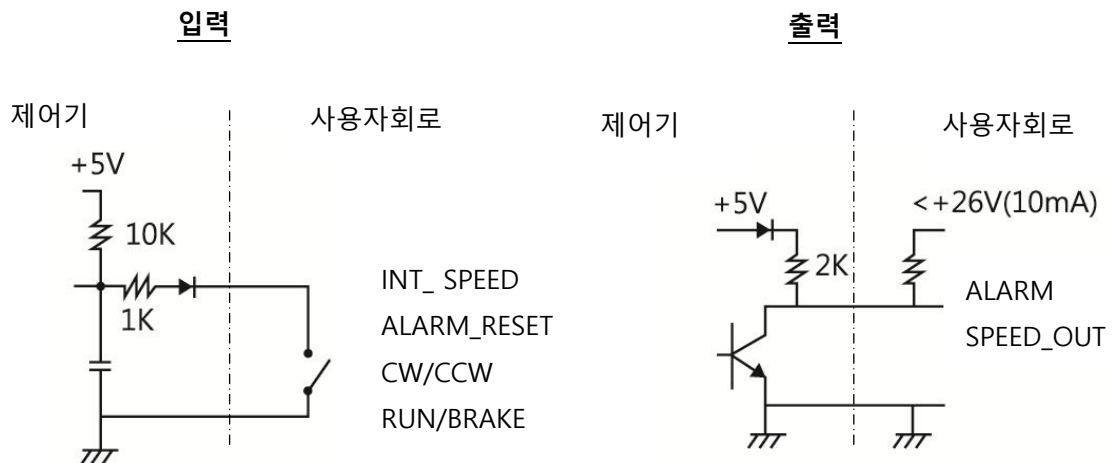 입력
제어기
사용자회로
+5V
10K
1K
INT_ SPEED
ALARM_RESET
CW/CCW
RUN/BRAKE
출력
제어기
사용자회로
+5V
<+26V(10mA)
2K
ALARM
SPEED_OUT